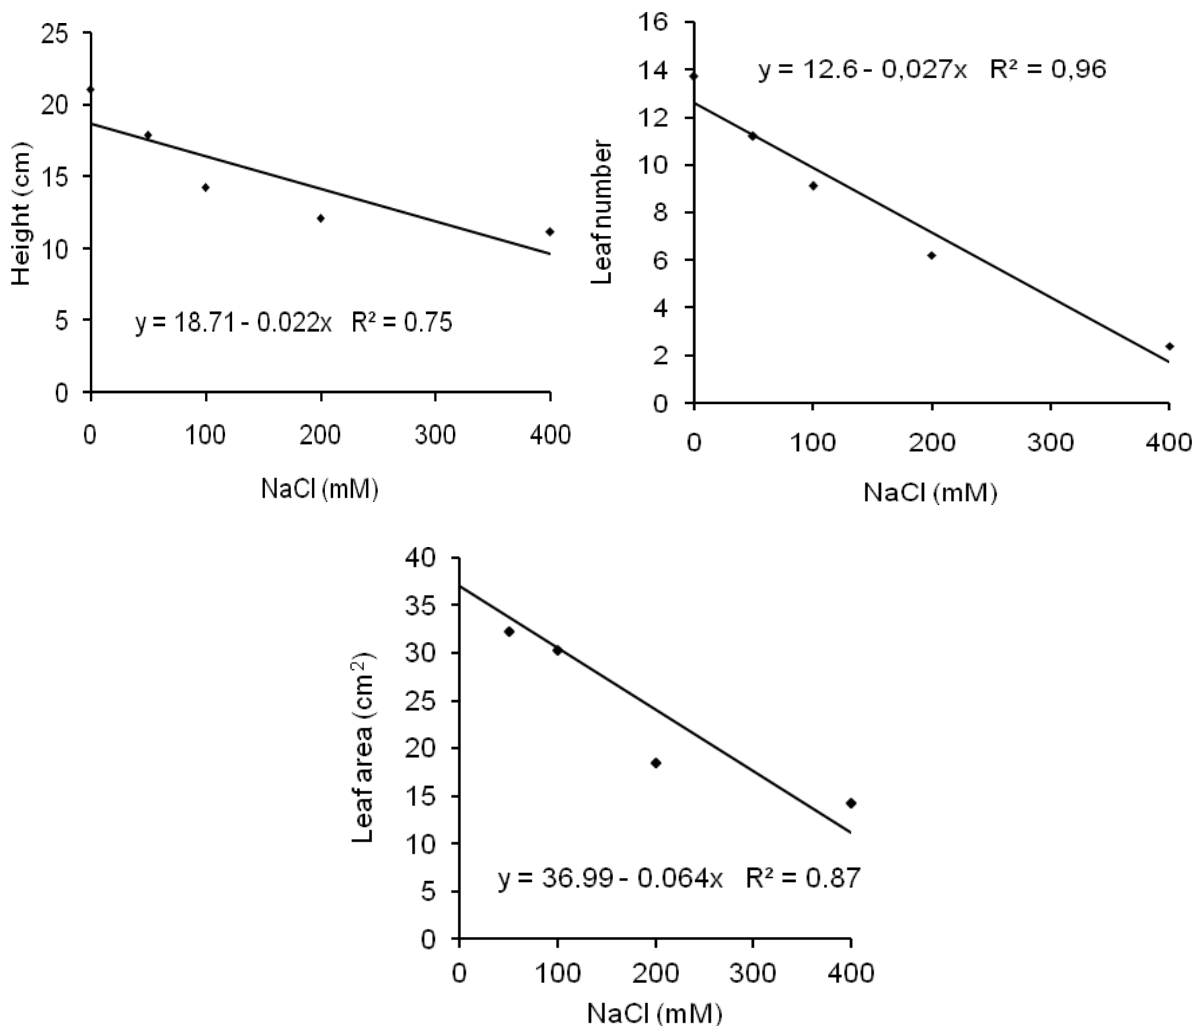 25
20
15
10
5
0
Height (cm)
y = 18.71 - 0.022x R² = 0.75
0 100 200 300 400
NaCl (mM)
16
14
12
10
8
6
4
2
0
Leaf number
y = 12.6 - 0,027x R² = 0,96
0 100 200 300 400
NaCl (mM)
40
35
30
25
20
15
10
5
0
Leaf area (cm²)
y = 36.99 - 0.064x R² = 0.87
0 100 200 300 400
NaCl (mM)